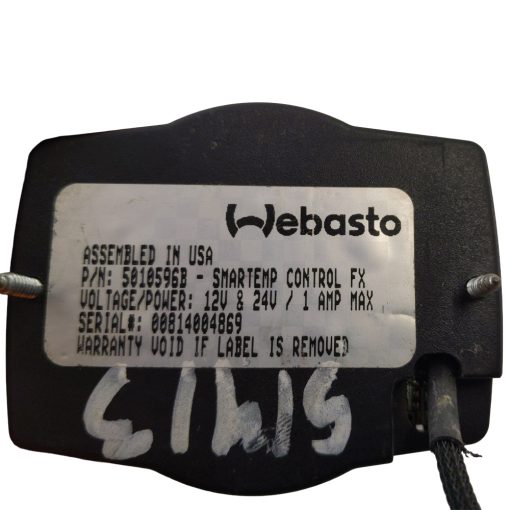 Webasto
ASSEMBLED IN USA
P/N: 5010596B - SMARTEMP CONTROL FX
VOLTAGE/POWER: 12V & 24V / 1 AMP MAX
SERIAL#: 00814004869
WARRANTY VOID IF LABEL IS REMOVED